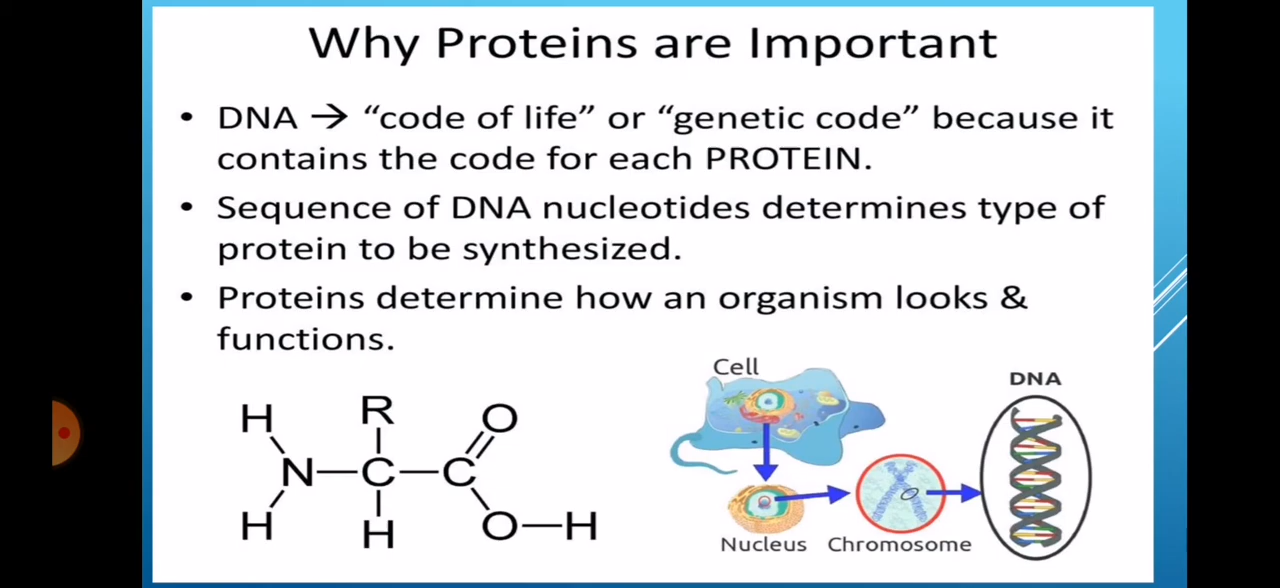 Why Proteins are Important
• DNA → “code of life” or “genetic code” because it
contains the code for each PROTEIN.
• Sequence of DNA nucleotides determines type of
protein to be synthesized.
• Proteins determine how an organism looks &
functions.
Cell
DNA
H R O
N—C—C
H H O—H
Nucleus Chromosome